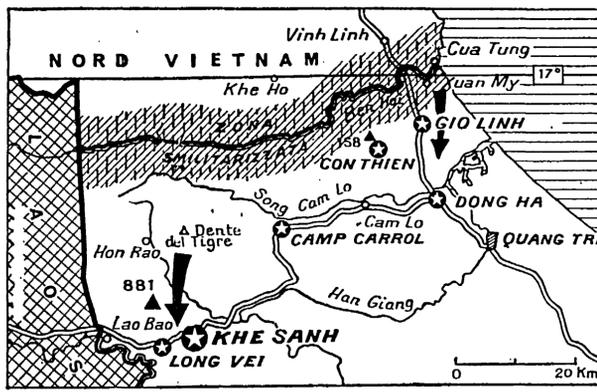 Vinh Linh
NORD VIETNAM
Cua Tung
17°
Khe Ho
Xuan My
Ben Hai
GIO LINH
ZONA
SMILITARIZZATA
158
CON THIEN
LAOS
Song Cam Lo
DONG HA
Cam Lo
CAMP CARROL
QUANG TRI
Dente
del Tigre
Hon Rao
881
Han Giang
Lao Bao
KHE SANH
LONG VEI
0 20 Km